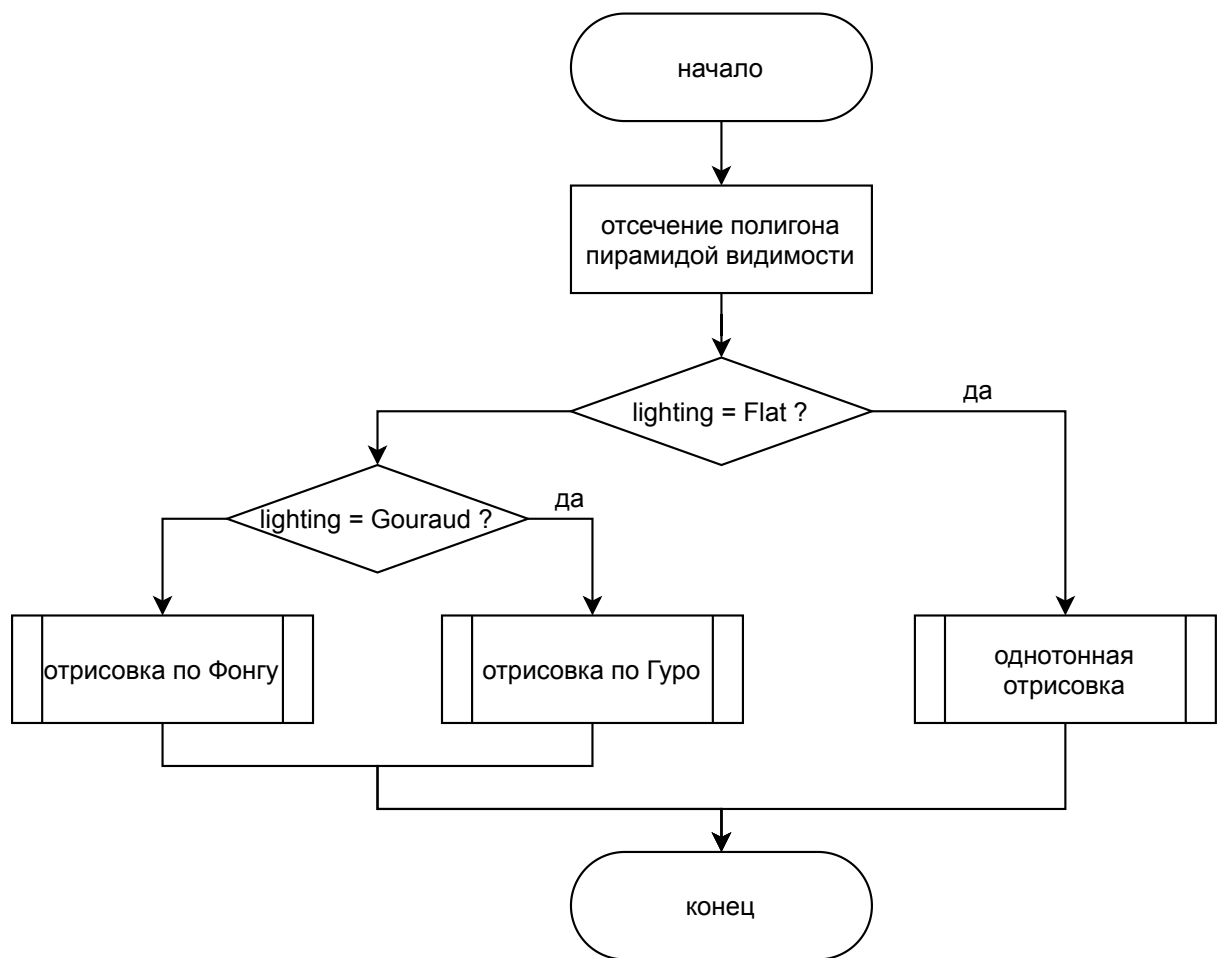 начало
отсечение полигона
пирамидой видимости
lighting = Flat ?
да
lighting = Gouraud ?
да
отрисовка по Фонгу
отрисовка по Гуро
однотонная
отрисовка
конец